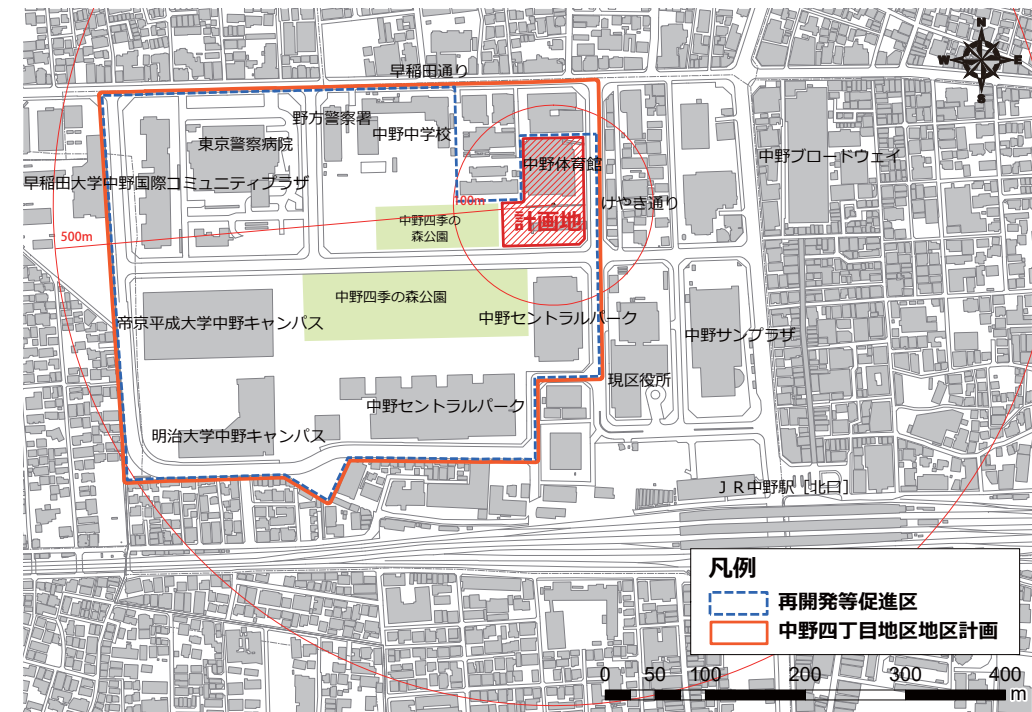 N
W
E
S
早稲田通り
野方警察署
中野中学校
東京警察病院
中野体育館
中野ブロードウェイ
早稲田大学中野国際コミュニティプラザ
100m
けやき通り
中野四季の
森公園
計画地
500m
中野四季の森公園
帝京平成大学中野キャンパス
中野セントラルパーク
中野サンプラザ
現区役所
中野セントラルパーク
明治大学中野キャンパス
ＪＲ中野駅［北口］
凡例
再開発等促進区
中野四丁目地区地区計画
0 50 100 200 300 400
m